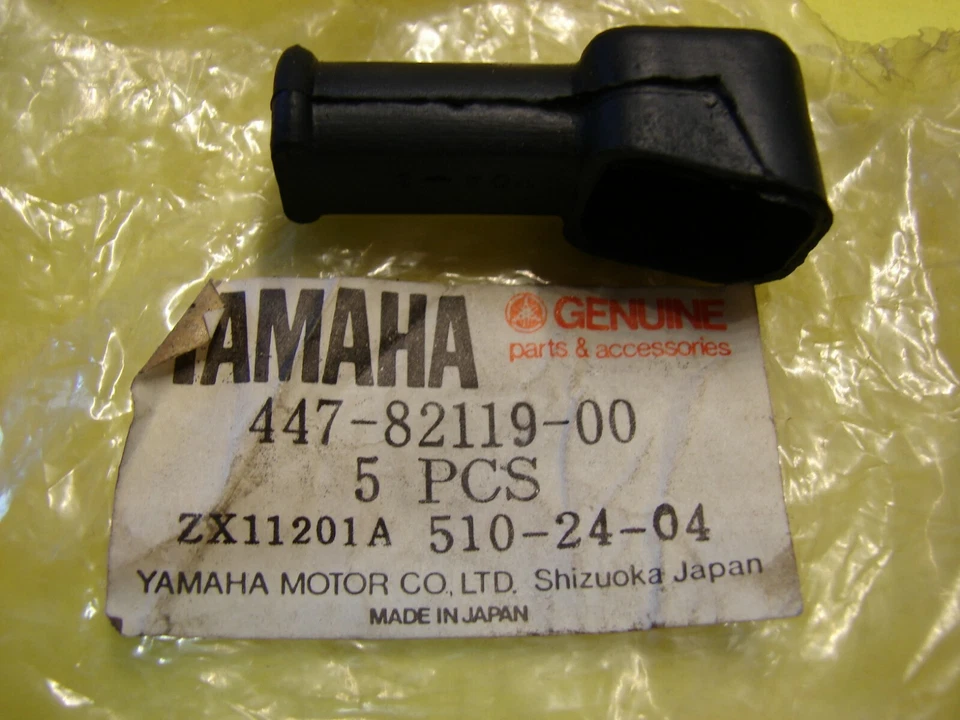 YAMAHA
GENUINE
parts & accessories
447-82119-00
5 PCS
ZX11201A 510-24-04
YAMAHA MOTOR CO., LTD. Shizuoka Japan
MADE IN JAPAN